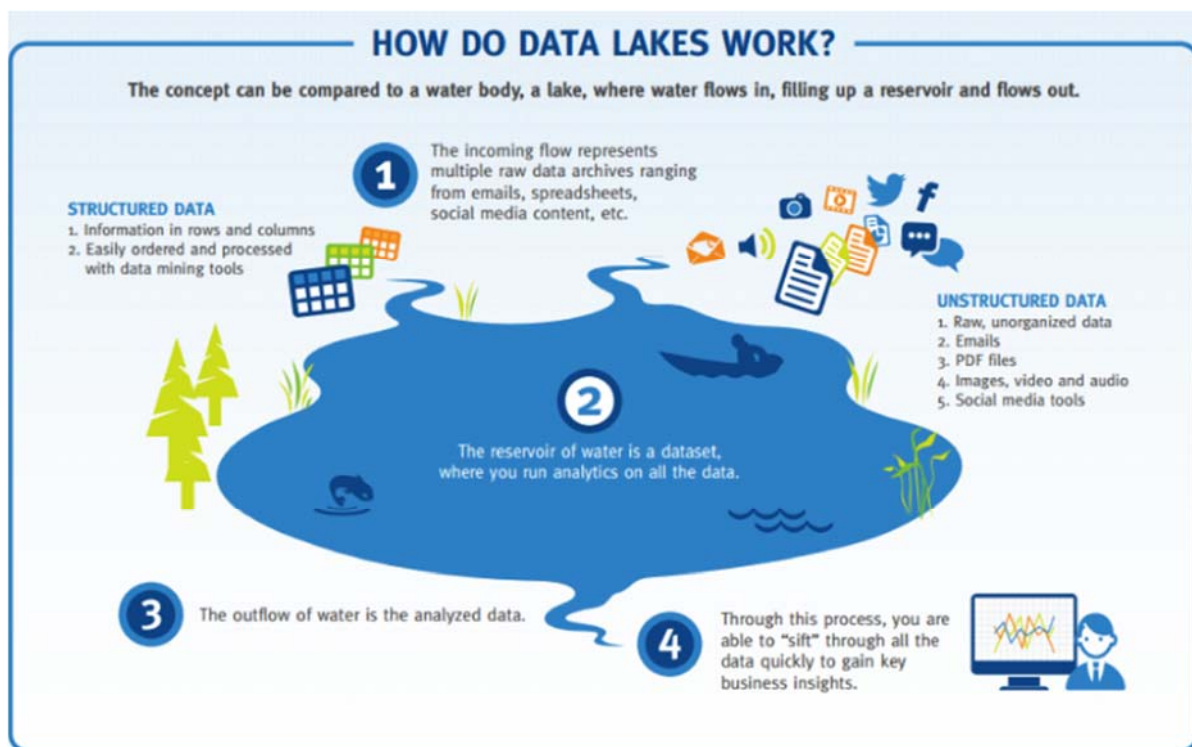 HOW DO DATA LAKES WORK?
The concept can be compared to a water body, a lake, where water flows in, filling up a reservoir and flows out.
1
The incoming flow represents
multiple raw data archives ranging
from emails, spreadsheets,
social media content, etc.
STRUCTURED DATA
1. Information in rows and columns
2. Easily ordered and processed
with data mining tools
UNSTRUCTURED DATA
1. Raw, unorganized data
2. Emails
3. PDF files
4. Images, video and audio
5. Social media tools
2
The reservoir of water is a dataset,
where you run analytics on all the data.
3
The outflow of water is the analyzed data.
4
Through this process, you are
able to “sift” through all the
data quickly to gain key
business insights.